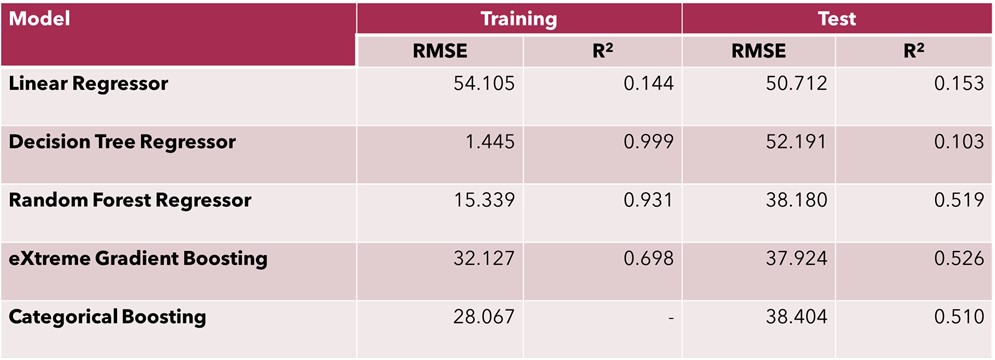 Model Training Test
RMSE R² RMSE R²
Linear Regressor 54.105 0.144 50.712 0.153
Decision Tree Regressor 1.445 0.999 52.191 0.103
Random Forest Regressor 15.339 0.931 38.180 0.519
eXtreme Gradient Boosting 32.127 0.698 37.924 0.526
Categorical Boosting 28.067 - 38.404 0.510